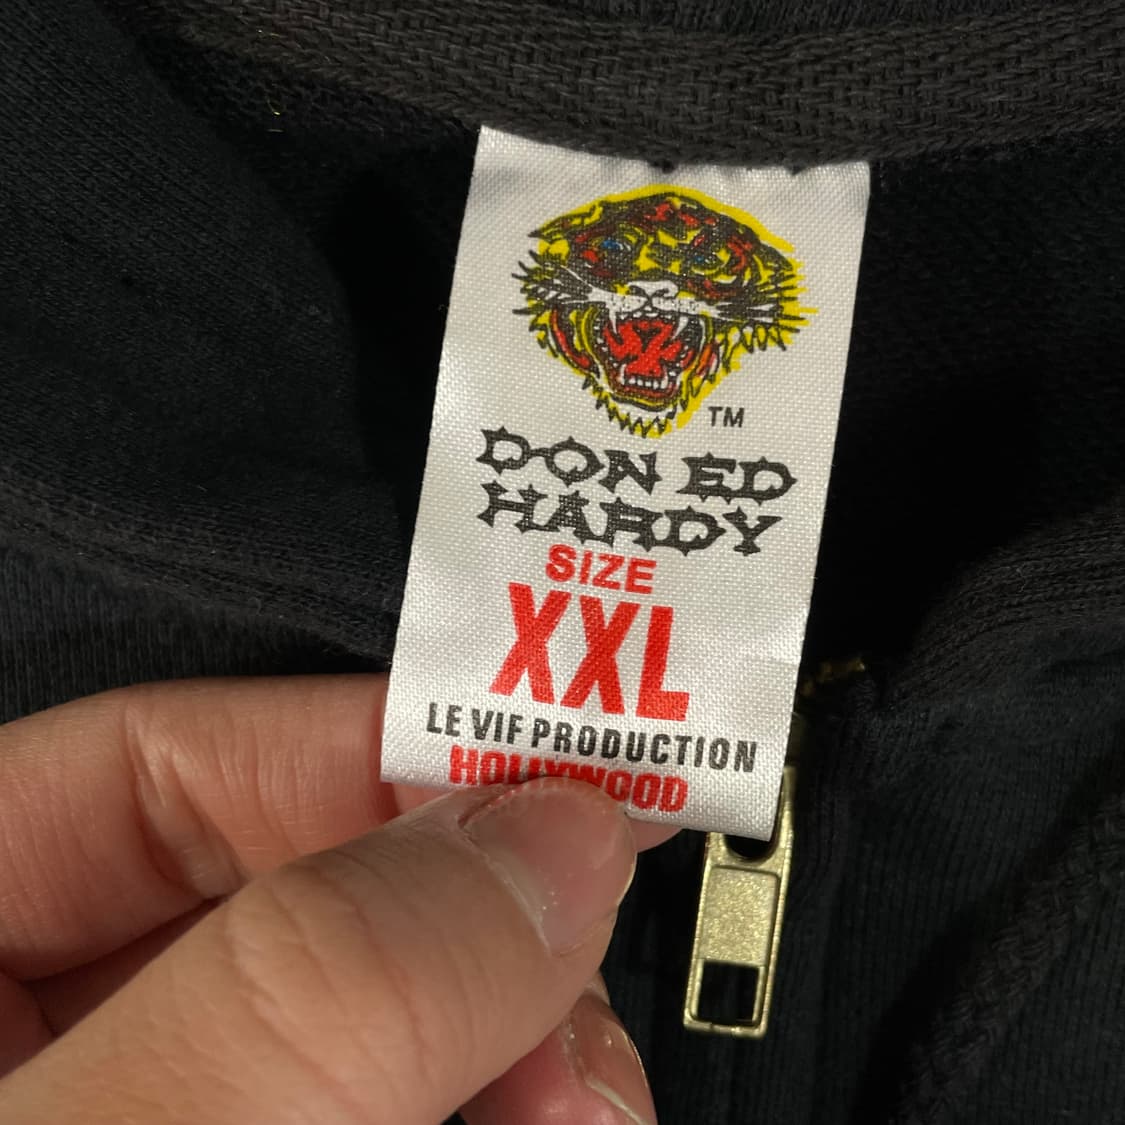 TM
DON ED
HARDY
SIZE
XXL
LE VIF PRODUCTION
HOLLYWOOD